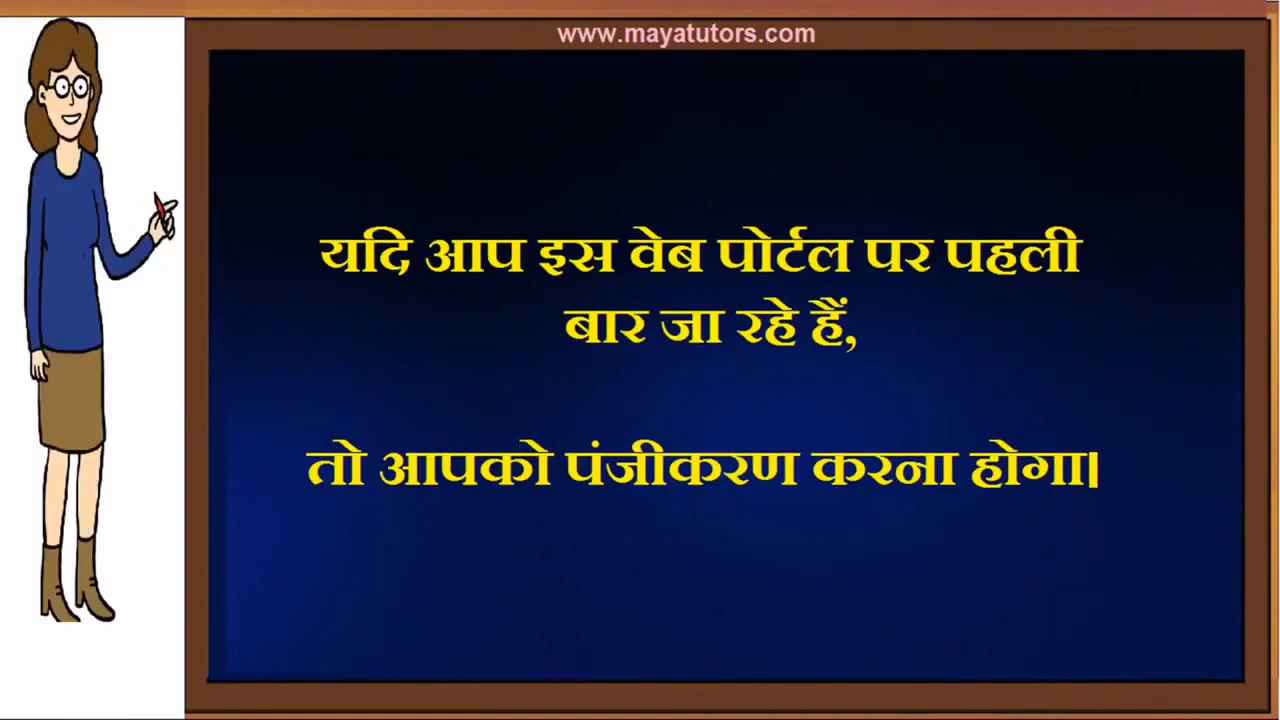 www.mayatutors.com
यदि आप इस वेब पोर्टल पर पहली
बार जा रहे हैं,
तो आपको पंजीकरण करना होगा।